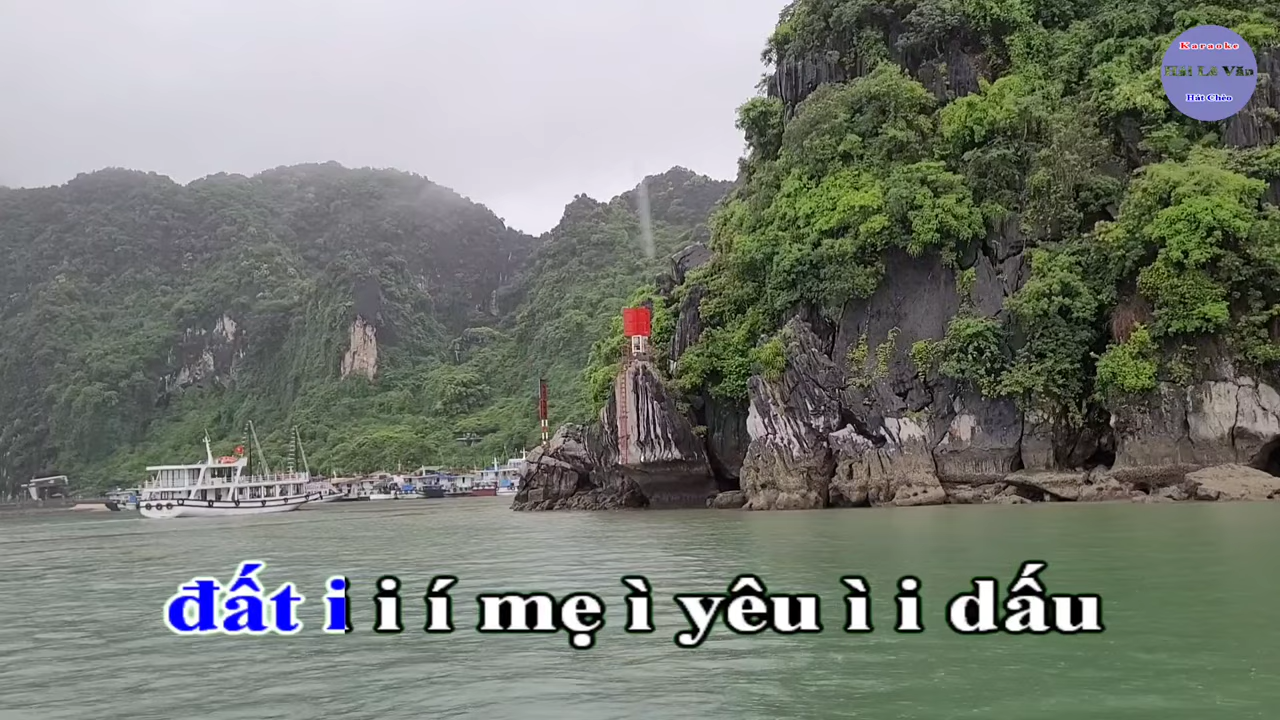 Karaoke
Hát Chèo
đất i i í mẹ ì yêu ì i dấu